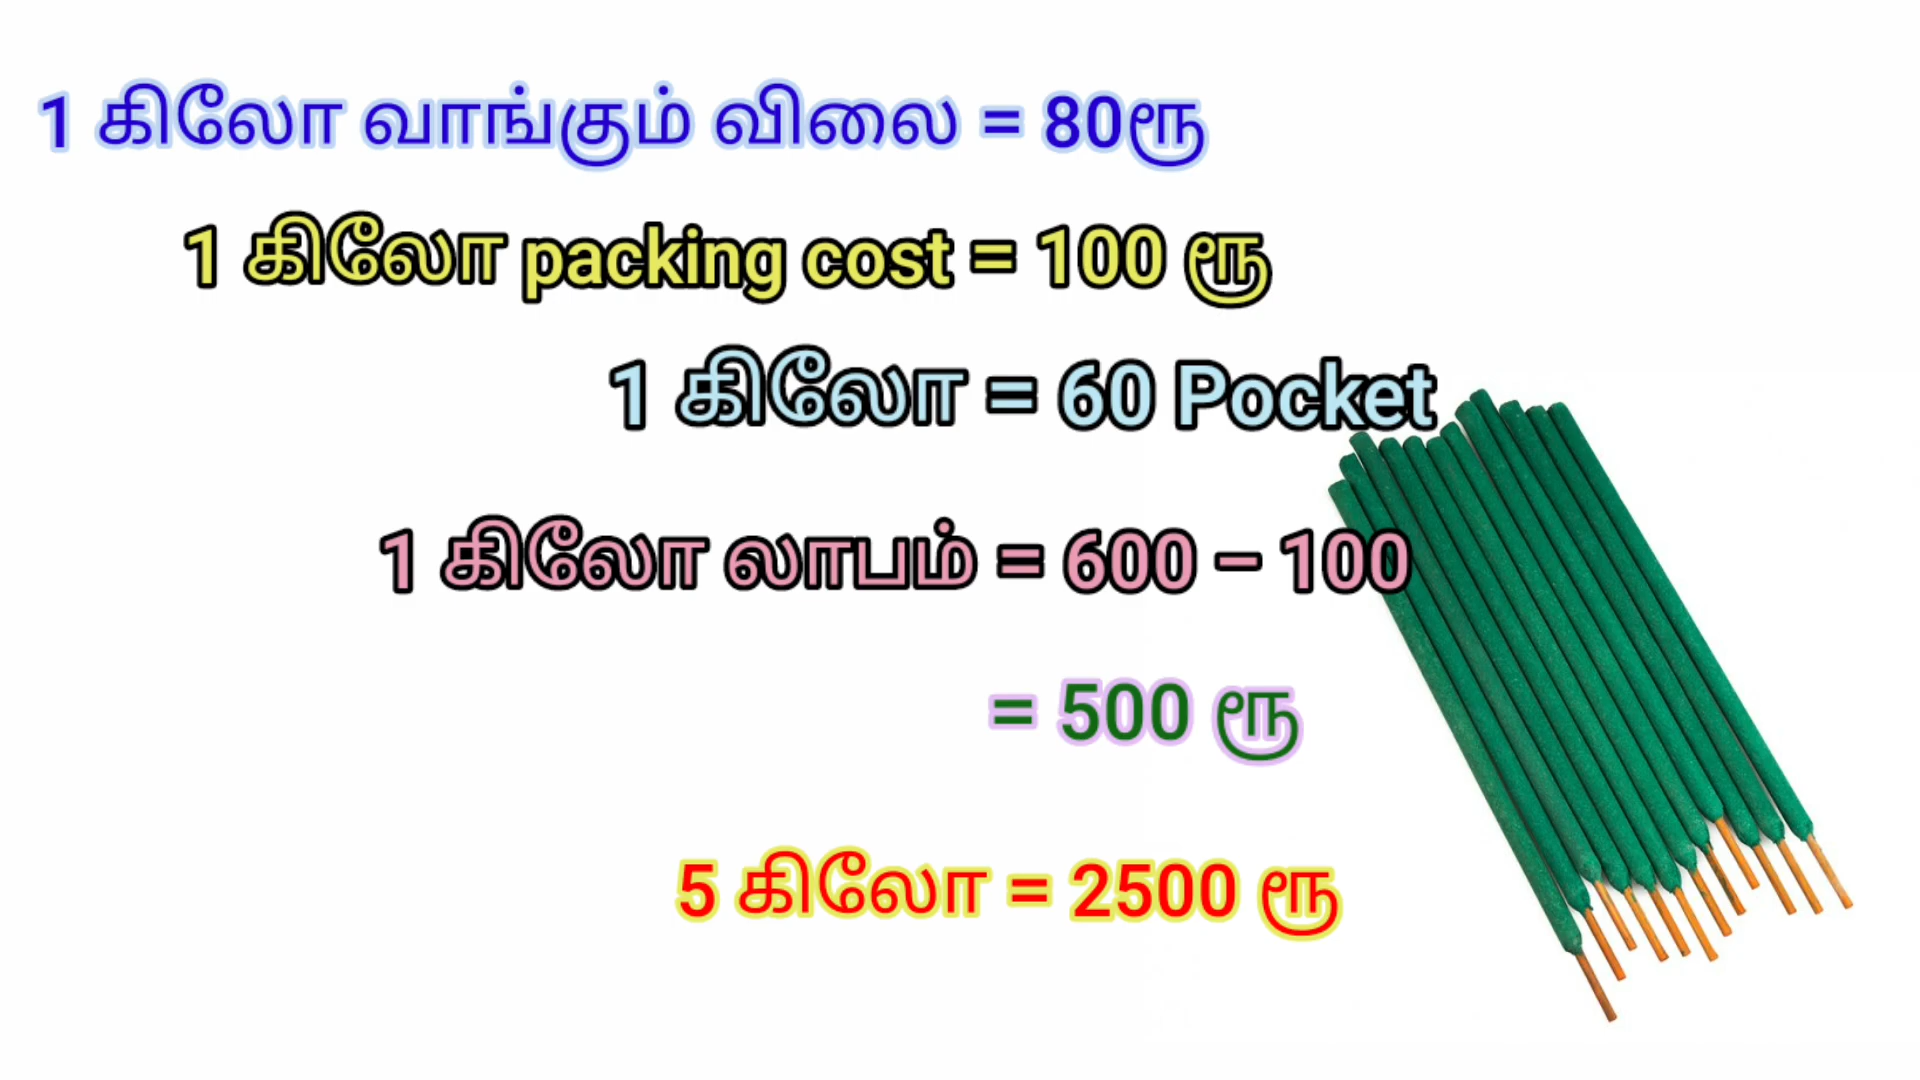 1 கிலோ வாங்கும் விலை = 80ரூ
1 கிலோ packing cost = 100 ரூ
1 கிலோ = 60 Pocket
1 கிலோ லாபம் = 600 – 100
= 500 ரூ
5 கிலோ = 2500 ரூ